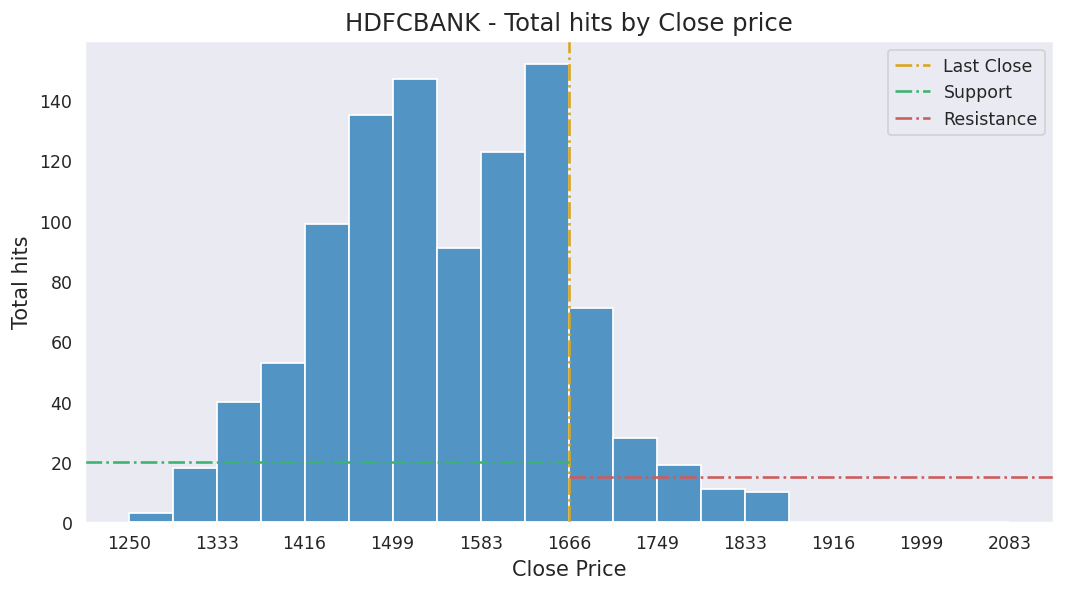 HDFCBANK - Total hits by Close price
Last Close
Support
Resistance
Total hits
140
120
100
80
60
40
20
0
1250 1333 1416 1499 1583 1666 1749 1833 1916 1999 2083
Close Price